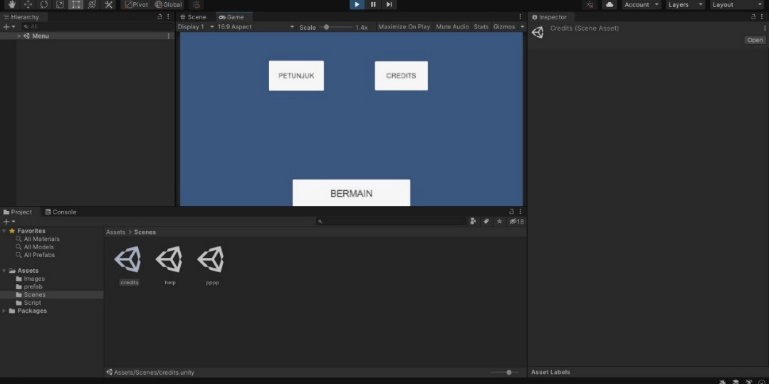 Pivot Global Account Layers Layout
Hierarchy Scene Game Inspector
Display 1 16:9 Aspect Scale 1.4x Maximize On Play Mute Audio Stats Gizmos
All
Menu
Credits (Scene Asset)
Open
PETUNJUK CREDITS
BERMAIN
Project Console
18
Favorites
All Materials
All Models
All Prefabs
Assets > Scenes
Assets
Images
prefab
Scenes
Script
Packages
credits
Assets/Scenes/credits.unity
Asset Labels